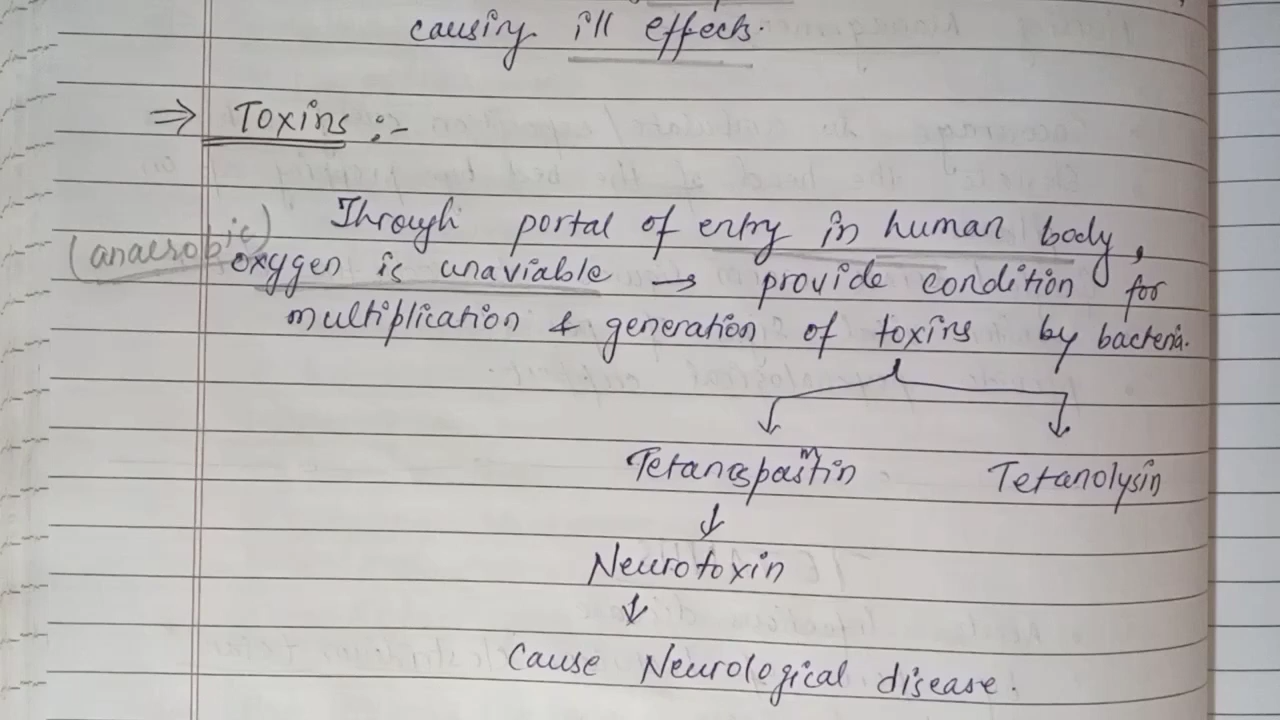 causing ill effects.
⇒ Toxins :-
Through portal of entry in human body,
(anaerobic) oxygen is unaviable → provide condition for
multiplication & generation of toxins by bacteria.
Tetanospasmin Tetanolysin
↓
Neurotoxin
↓
Cause Neurological disease.